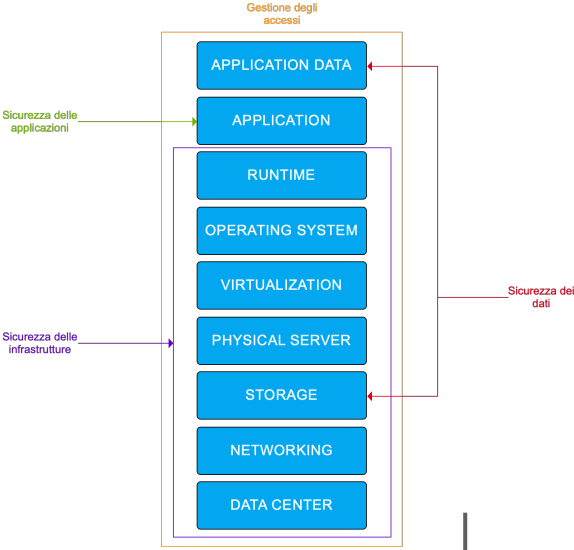 Gestione degli
accessi
APPLICATION DATA
Sicurezza delle
applicazioni
APPLICATION
RUNTIME
OPERATING SYSTEM
VIRTUALIZATION
Sicurezza dei
dati
Sicurezza delle
infrastrutture
PHYSICAL SERVER
STORAGE
NETWORKING
DATA CENTER